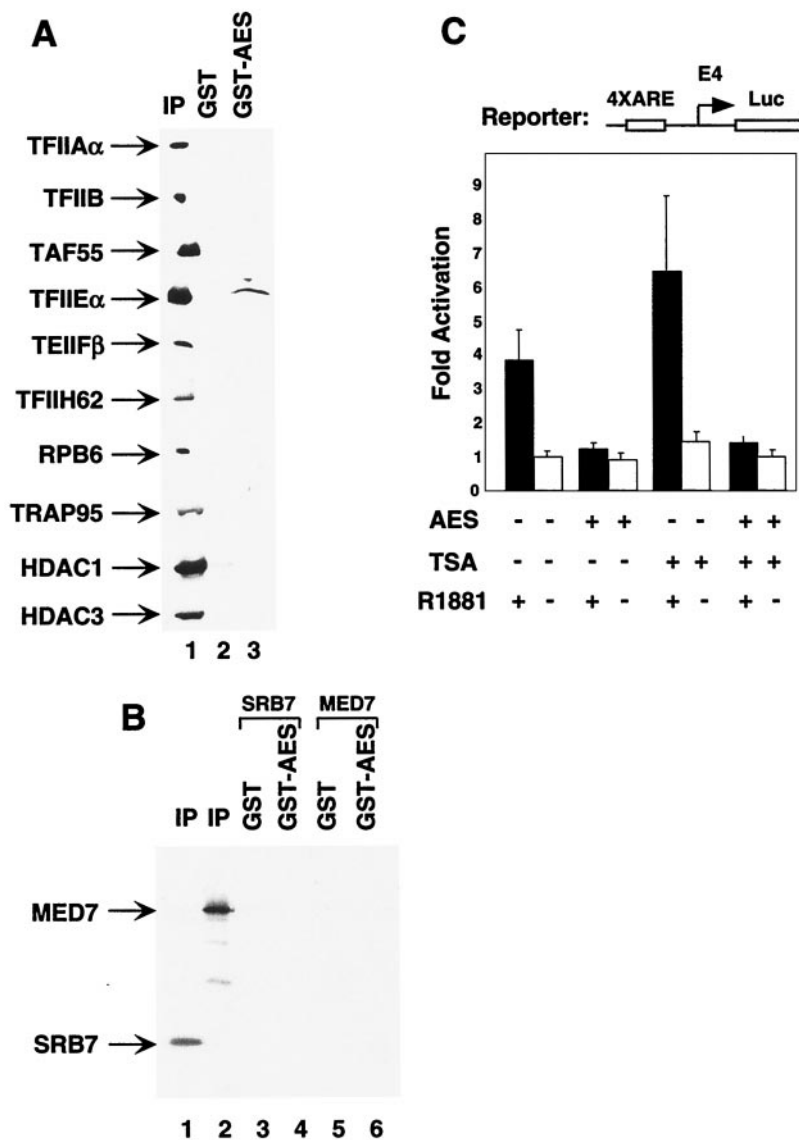 A
IP GST GST-AES
TFIIAα
TFIIB
TAF55
TFIIEα
TEIIFβ
TFIIH62
RPB6
TRAP95
HDAC1
HDAC3
1 2 3
B
SRB7 MED7
IP IP GST GST-AES GST GST-AES
MED7
SRB7
1 2 3 4 5 6
C
E4
4XARE Luc
Reporter:
Fold Activation
9
8
7
6
5
4
3
2
1
0
AES - - + + - - + +
TSA - - - - + + + +
R1881 + - + - + - + -